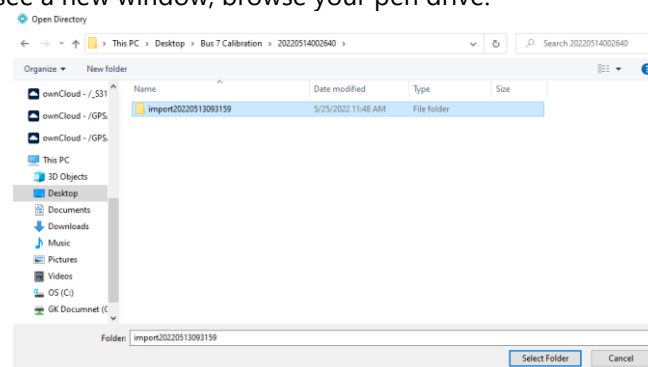 see a new window, browse your pen drive.
Open Directory
This PC > Desktop > Bus 7 Calibration > 20220514002640 >
Search 20220514002640
Organize
New folder
Name
Date modified
Type
Size
import20220513093159
5/25/2022 11:48 AM
File folder
ownCloud - /_S31
ownCloud - /GPS.
ownCloud - /GPS.
This PC
3D Objects
Desktop
Documents
Downloads
Music
Pictures
Videos
OS (C:)
GK Documnet (
Folder:
import20220513093159
Select Folder
Cancel